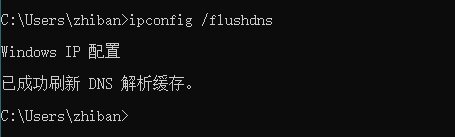 C:\Users\zhiban>ipconfig /flushdns
Windows IP 配置
已成功刷新 DNS 解析缓存。
C:\Users\zhiban>